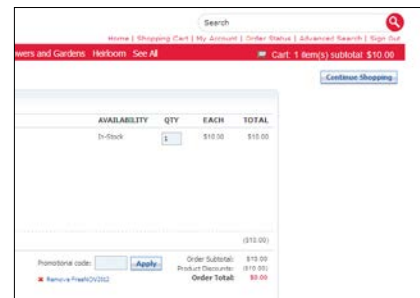 Search
Home | Shopping Cart | My Account | Order Status | Advanced Search | Sign Out
wers and Gardens Heirloom See All Cart: 1 item(s) subtotal: $10.00
Continue Shopping
AVAILABILITY QTY EACH TOTAL
In-Stock 1 $10.00 $10.00
($10.00)
Promotional code: Apply Order Subtotal: $10.00
Product Discounts: ($10.00)
Remove FreeNOV2012 Order Total: $0.00